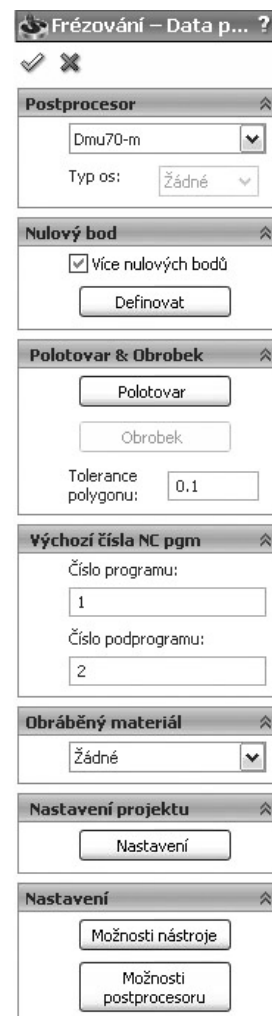 Frézování – Data p... ?
Postprocesor
Dmu70-m
Typ os: Žádné
Nulový bod
Více nulových bodů
Definovat
Polotovar & Obrobek
Polotovar
Obrobek
Tolerance
polygonu: 0.1
Výchozí čísla NC pgm
Číslo programu:
1
Číslo podprogramu:
2
Obráběný materiál
Žádné
Nastavení projektu
Nastavení
Nastavení
Možnosti nástroje
Možnosti
postprocesoru